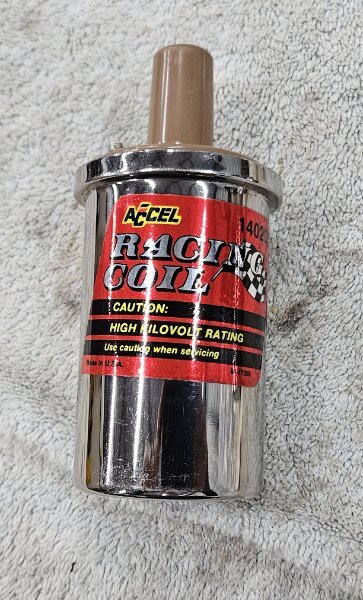 ACCEL
RACING
COIL
CAUTION:
HIGH KILOVOLT RATING
Use caution when servicing
Made in U.S.A.